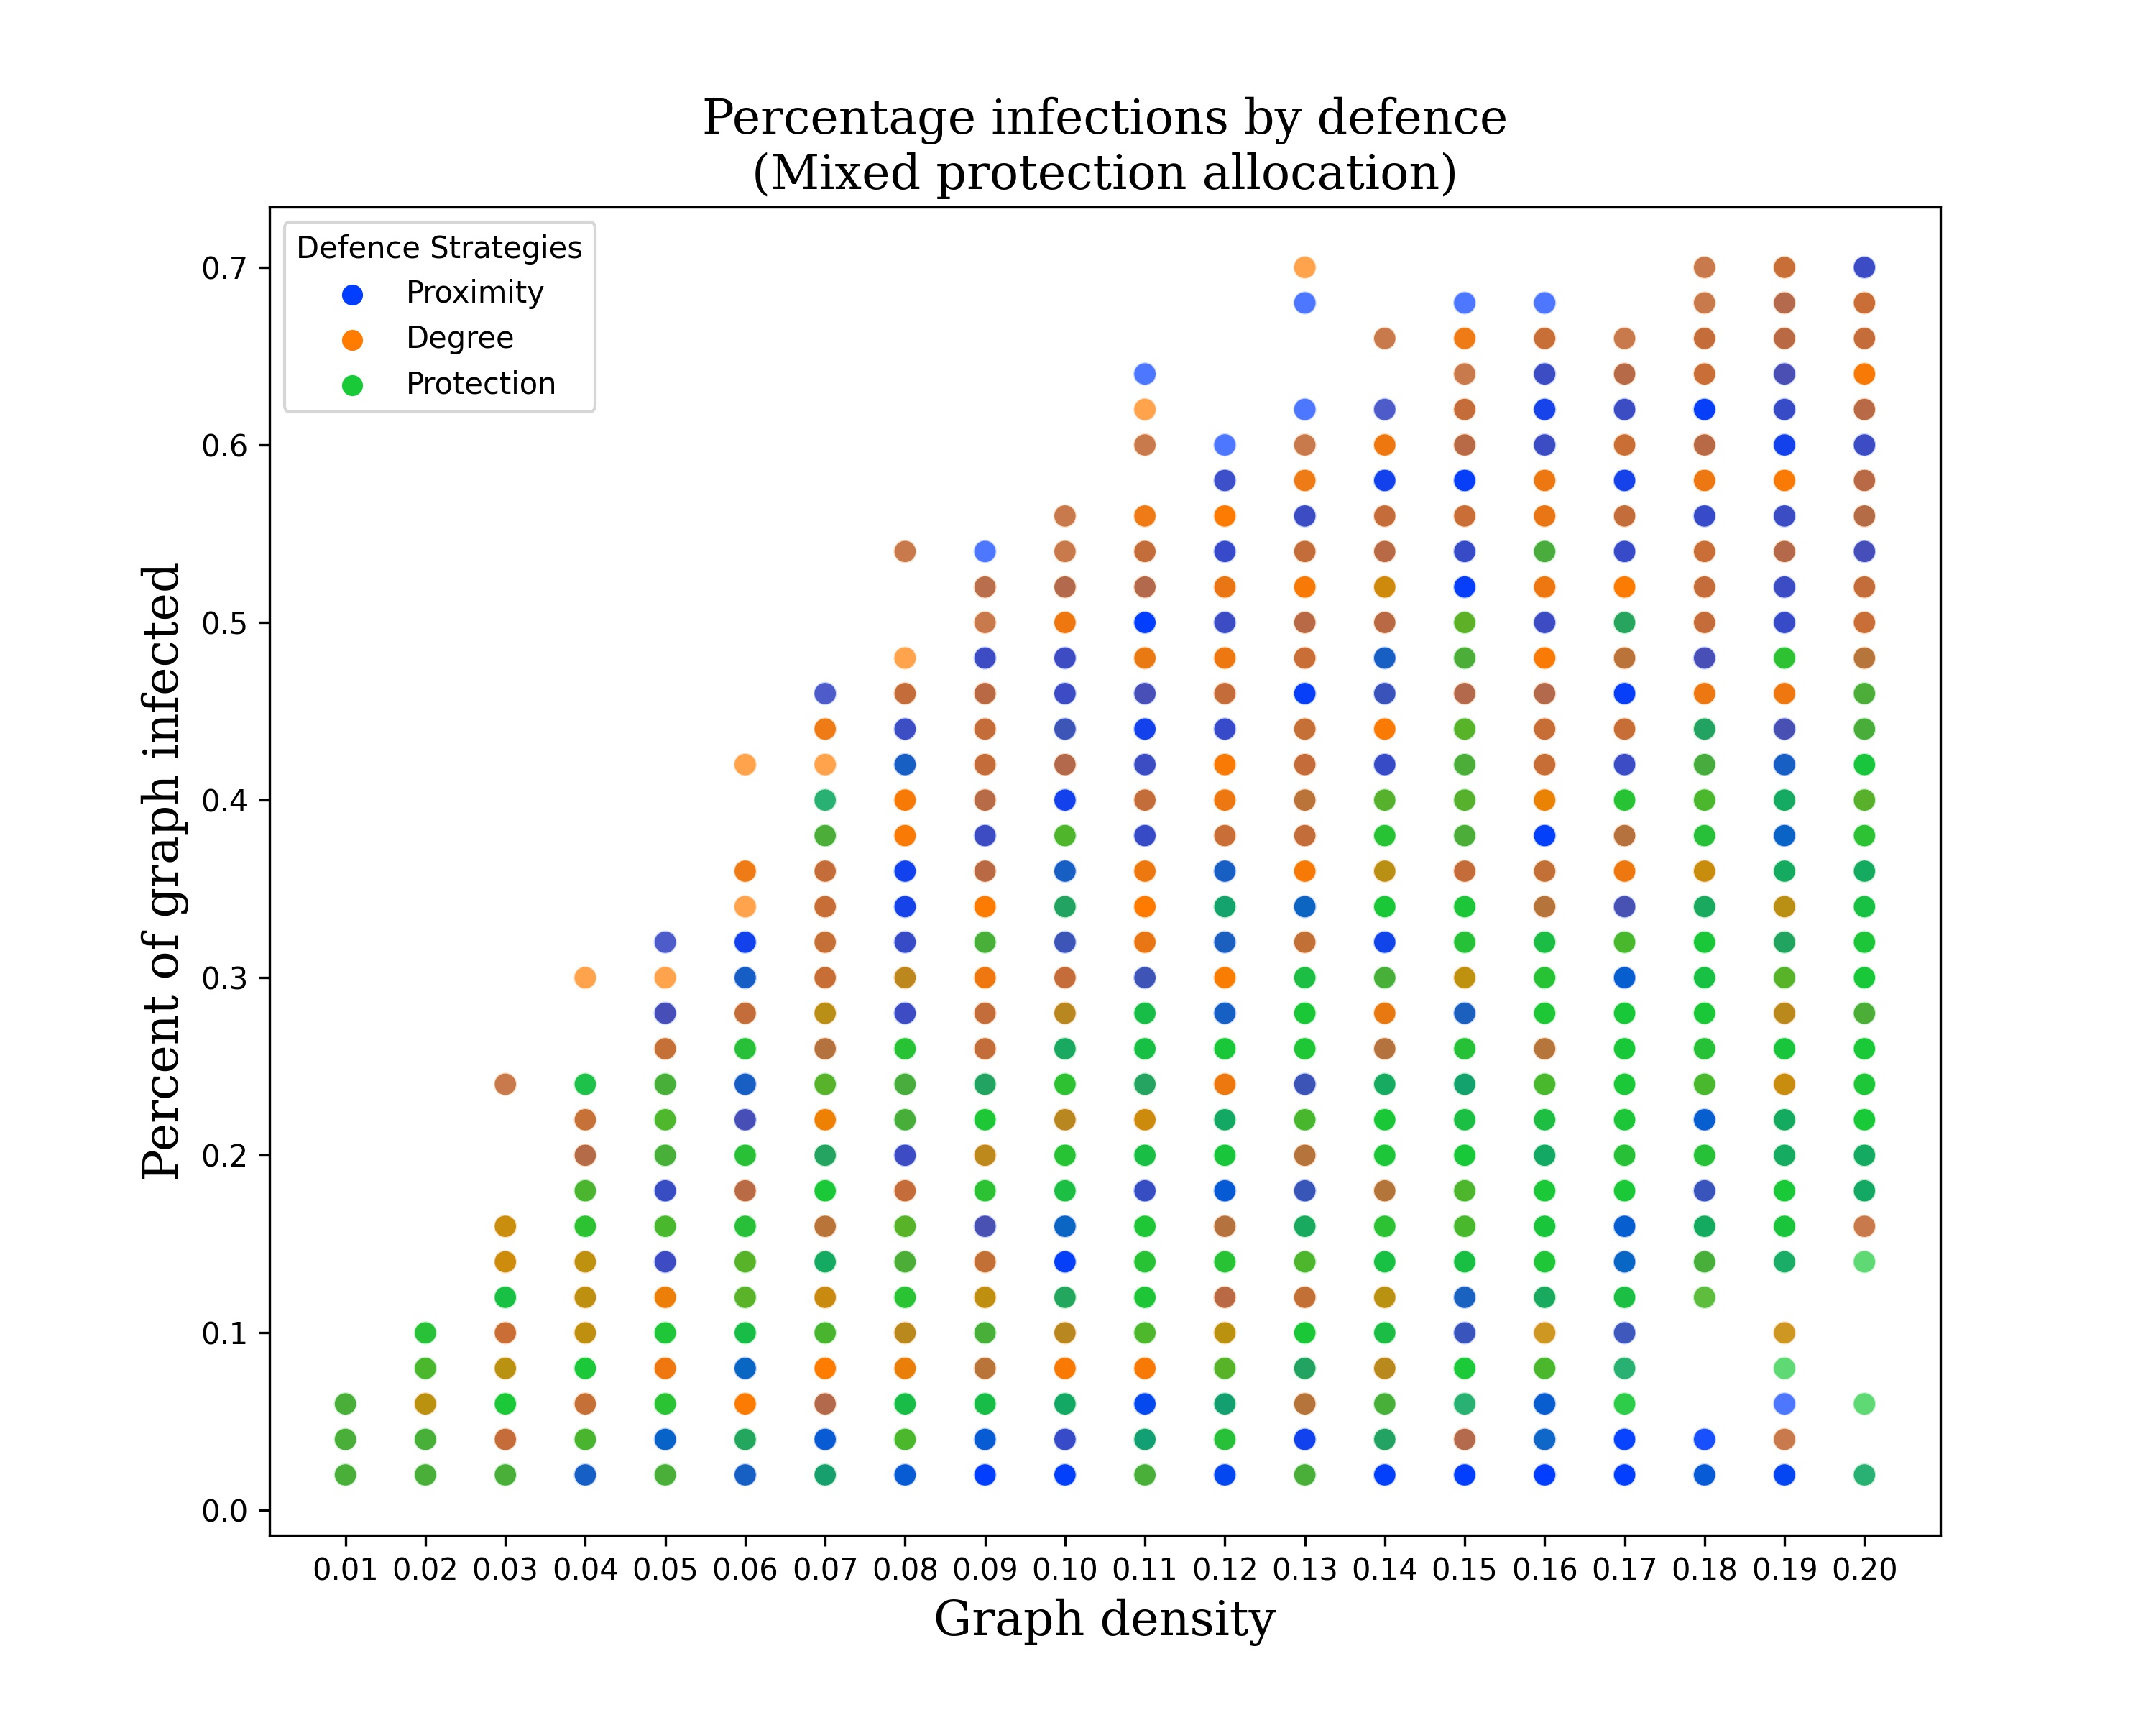 Percentage infections by defence
(Mixed protection allocation)
Defence Strategies
Proximity
Degree
Protection
Percent of graph infected
0.7
0.6
0.5
0.4
0.3
0.2
0.1
0.0
0.01 0.02 0.03 0.04 0.05 0.06 0.07 0.08 0.09 0.10 0.11 0.12 0.13 0.14 0.15 0.16 0.17 0.18 0.19 0.20
Graph density